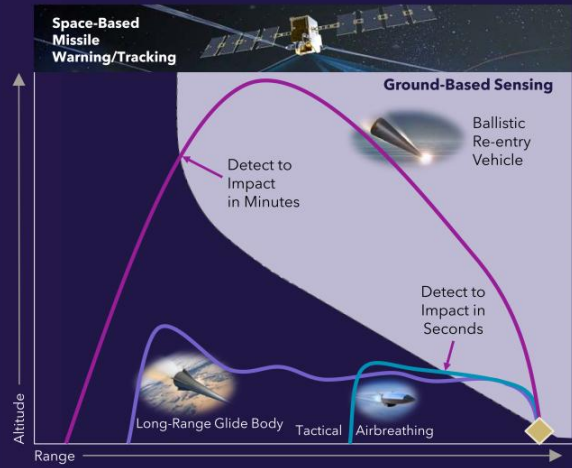 Space-Based
Missile
Warning/Tracking
Ground-Based Sensing
Ballistic
Re-entry
Vehicle
Detect to
Impact
in Minutes
Detect to
Impact in
Seconds
Long-Range Glide Body
Tactical Airbreathing
Altitude
Range